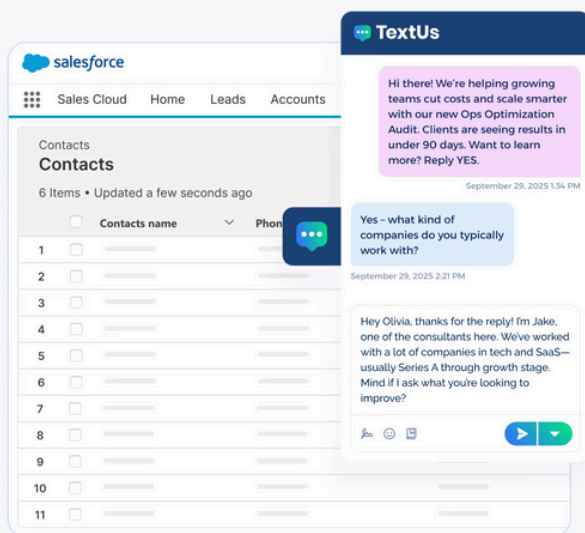 TextUs
salesforce
Sales Cloud Home Leads Accounts
Contacts
Contacts
6 Items • Updated a few seconds ago
Contacts name
1
2
3
4
5
6
7
8
9
10
11
Hi there! We're helping growing
teams cut costs and scale smarter
with our new Ops Optimization
Audit. Clients are seeing results in
under 90 days. Want to learn
more? Reply YES.
September 29, 2025 1:34 PM
Yes – what kind of
companies do you typically
work with?
September 29, 2025 2:21 PM
Hey Olivia, thanks for the reply! I'm Jake,
one of the consultants here. We've worked
with a lot of companies in tech and SaaS—
usually Series A through growth stage.
Mind if I ask what you're looking to
improve?